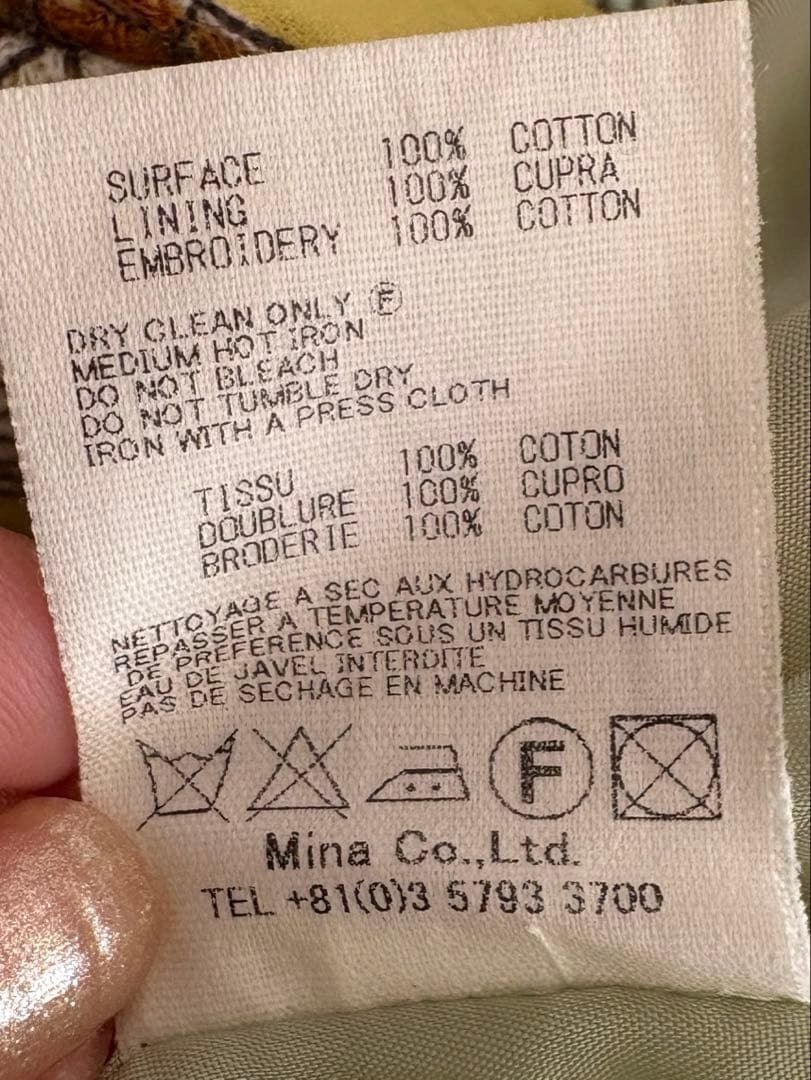 SURFACE 100% COTTON
LINING 100% CUPRA
EMBROIDERY 100% COTTON
DRY CLEAN ONLY Ⓕ
MEDIUM HOT IRON
DO NOT BLEACH
DO NOT TUMBLE DRY
IRON WITH A PRESS CLOTH
TISSU 100% COTON
DOUBLURE 100% CUPRO
BRODERIE 100% COTON
NETTOYAGE A SEC AUX HYDROCARBURES
REPASSER A TEMPERATURE MOYENNE
DE PREFERENCE SOUS UN TISSU HUMIDE
EAU DE JAVEL INTERDITE
PAS DE SECHAGE EN MACHINE
F
Mina Co.,Ltd.
TEL +81(0)3 5793 3700